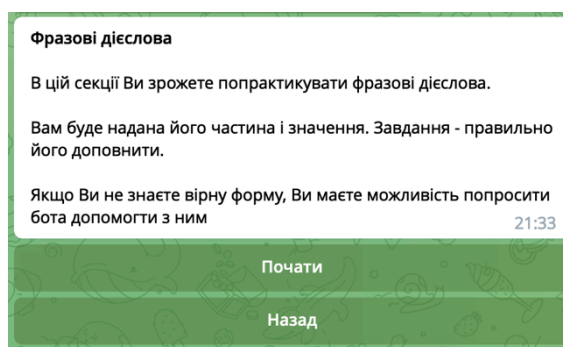 Фразові дієслова
В цій секції Ви зрожете попрактикувати фразові дієслова.
Вам буде надана його частина і значення. Завдання - правильно
його доповнити.
Якщо Ви не знаєте вірну форму, Ви маєте можливість попросити
бота допомогти з ним
21:33
Почати
Назад